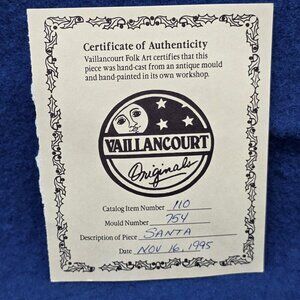 Certificate of Authenticity
Vaillancourt Folk Art certifies that this
piece was hand-cast from an antique mould
and hand-painted in its own workshop.
VAILLANCOURT
Originals
Catalog Item Number 110
Mould Number 754
Description of Piece SANTA
Date NOV 16, 1995